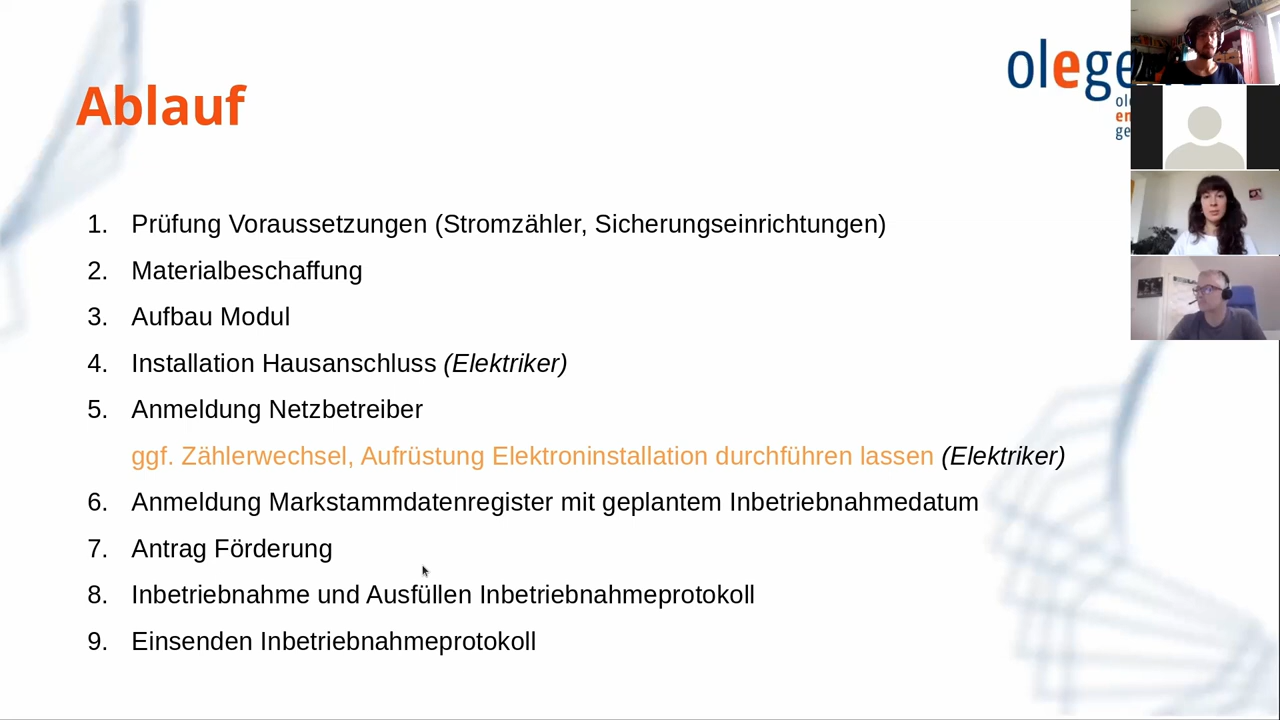 Ablauf
olege
1. Prüfung Voraussetzungen (Stromzähler, Sicherungseinrichtungen)
2. Materialbeschaffung
3. Aufbau Modul
4. Installation Hausanschluss (Elektriker)
5. Anmeldung Netzbetreiber
ggf. Zählerwechsel, Aufrüstung Elektroninstallation durchführen lassen (Elektriker)
6. Anmeldung Markstammdatenregister mit geplantem Inbetriebnahmedatum
7. Antrag Förderung
8. Inbetriebnahme und Ausfüllen Inbetriebnahmeprotokoll
9. Einsenden Inbetriebnahmeprotokoll